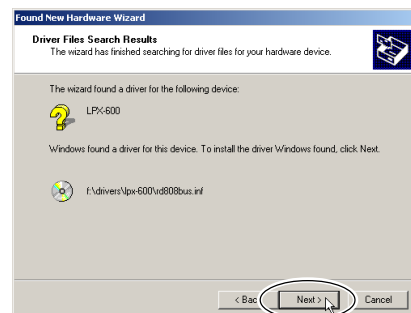 Found New Hardware Wizard
Driver Files Search Results
The wizard has finished searching for driver files for your hardware device.
The wizard found a driver for the following device:
LPX-600
Windows found a driver for this device. To install the driver Windows found, click Next.
f:\drivers\lpx-600\rd808bus.inf
< Bac Next > Cancel